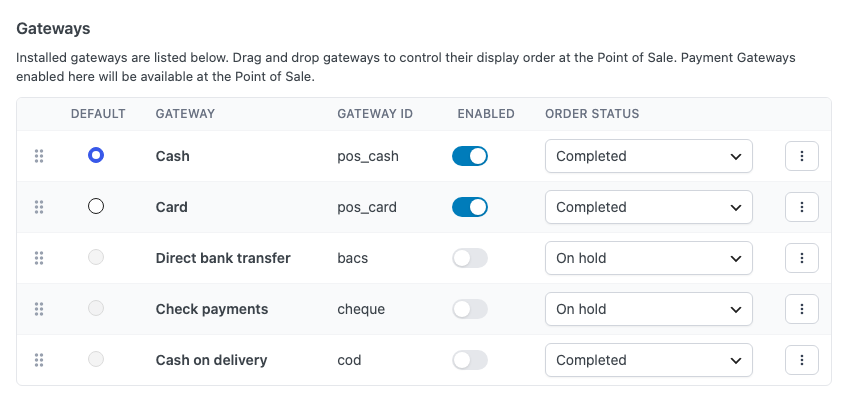 Gateways
Installed gateways are listed below. Drag and drop gateways to control their display order at the Point of Sale. Payment Gateways
enabled here will be available at the Point of Sale.
DEFAULT GATEWAY GATEWAY ID ENABLED ORDER STATUS
Cash pos_cash Completed
Card pos_card Completed
Direct bank transfer bacs On hold
Check payments cheque On hold
Cash on delivery cod Completed